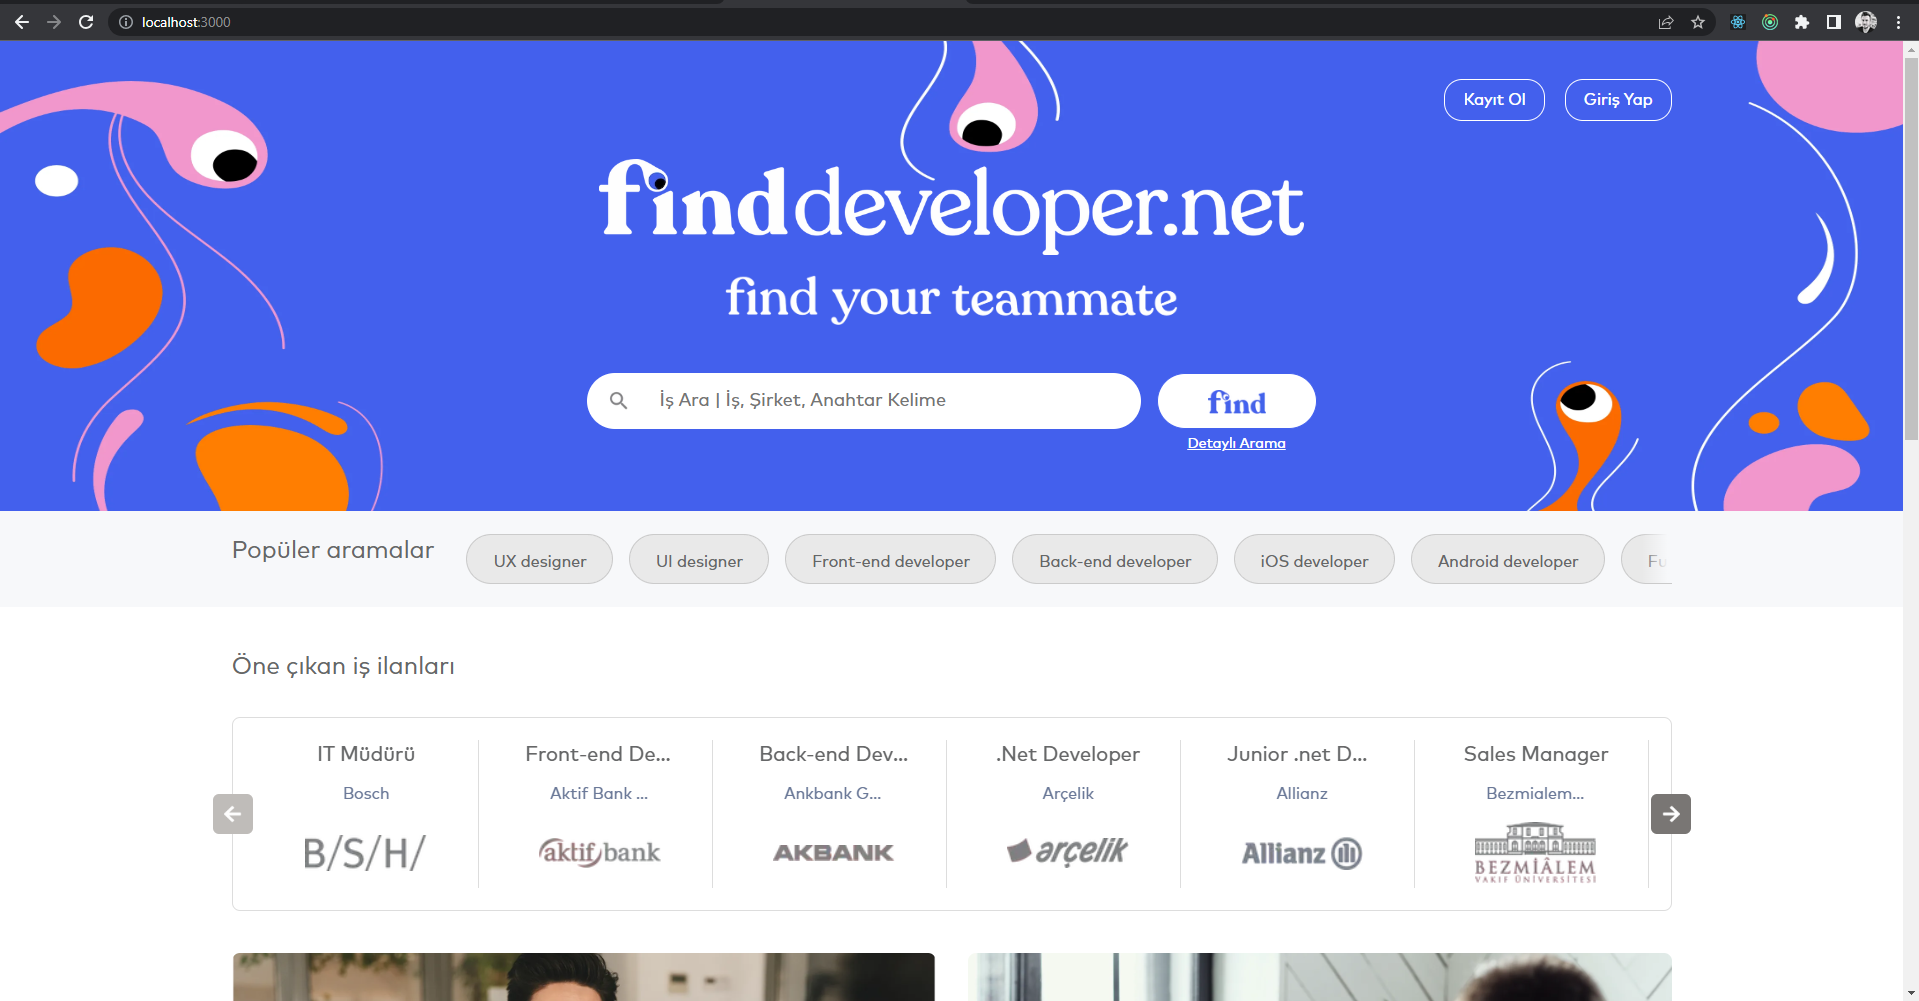 localhost:3000
Kayıt Ol
Giriş Yap
finddeveloper.net
find your teammate
İş Ara | İş, Şirket, Anahtar Kelime
find
Detaylı Arama
Popüler aramalar
UX designer
UI designer
Front-end developer
Back-end developer
iOS developer
Android developer
Fu
Öne çıkan iş ilanları
IT Müdürü
Bosch
B/S/H/
Front-end De...
Aktif Bank ...
aktif bank
Back-end Dev...
Ankbank G...
AKBANK
.Net Developer
Arçelik
arçelik
Junior .net D...
Allianz
Allianz
Sales Manager
Bezmialem...
BEZMİÂLEM
VAKIF ÜNİVERSİTESİ